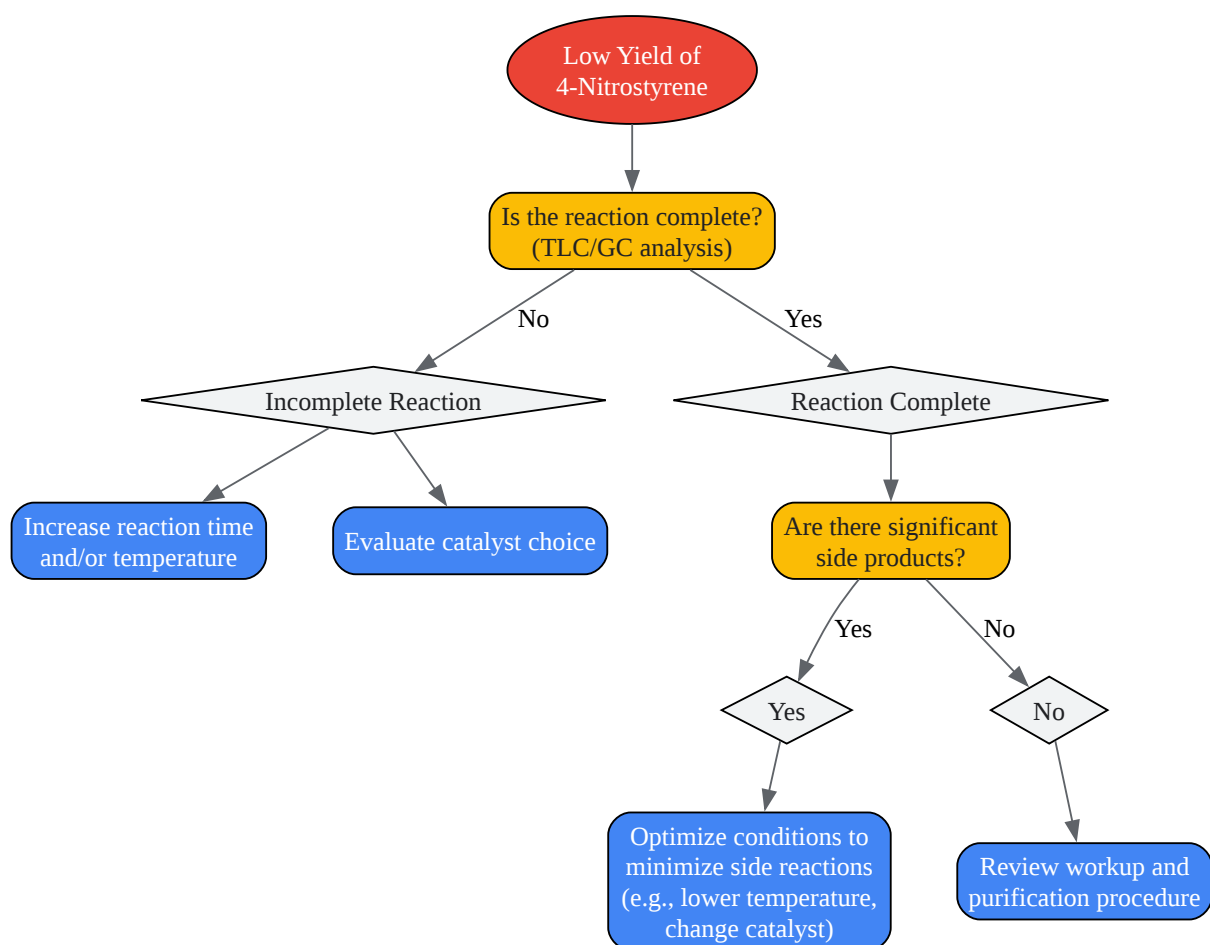 Low Yield of
4-Nitrostyrene
Is the reaction complete?
(TLC/GC analysis)
No
Yes
Incomplete Reaction
Reaction Complete
Increase reaction time
and/or temperature
Evaluate catalyst choice
Are there significant
side products?
Yes
No
Yes
No
Optimize conditions to
minimize side reactions
(e.g., lower temperature,
change catalyst)
Review workup and
purification procedure